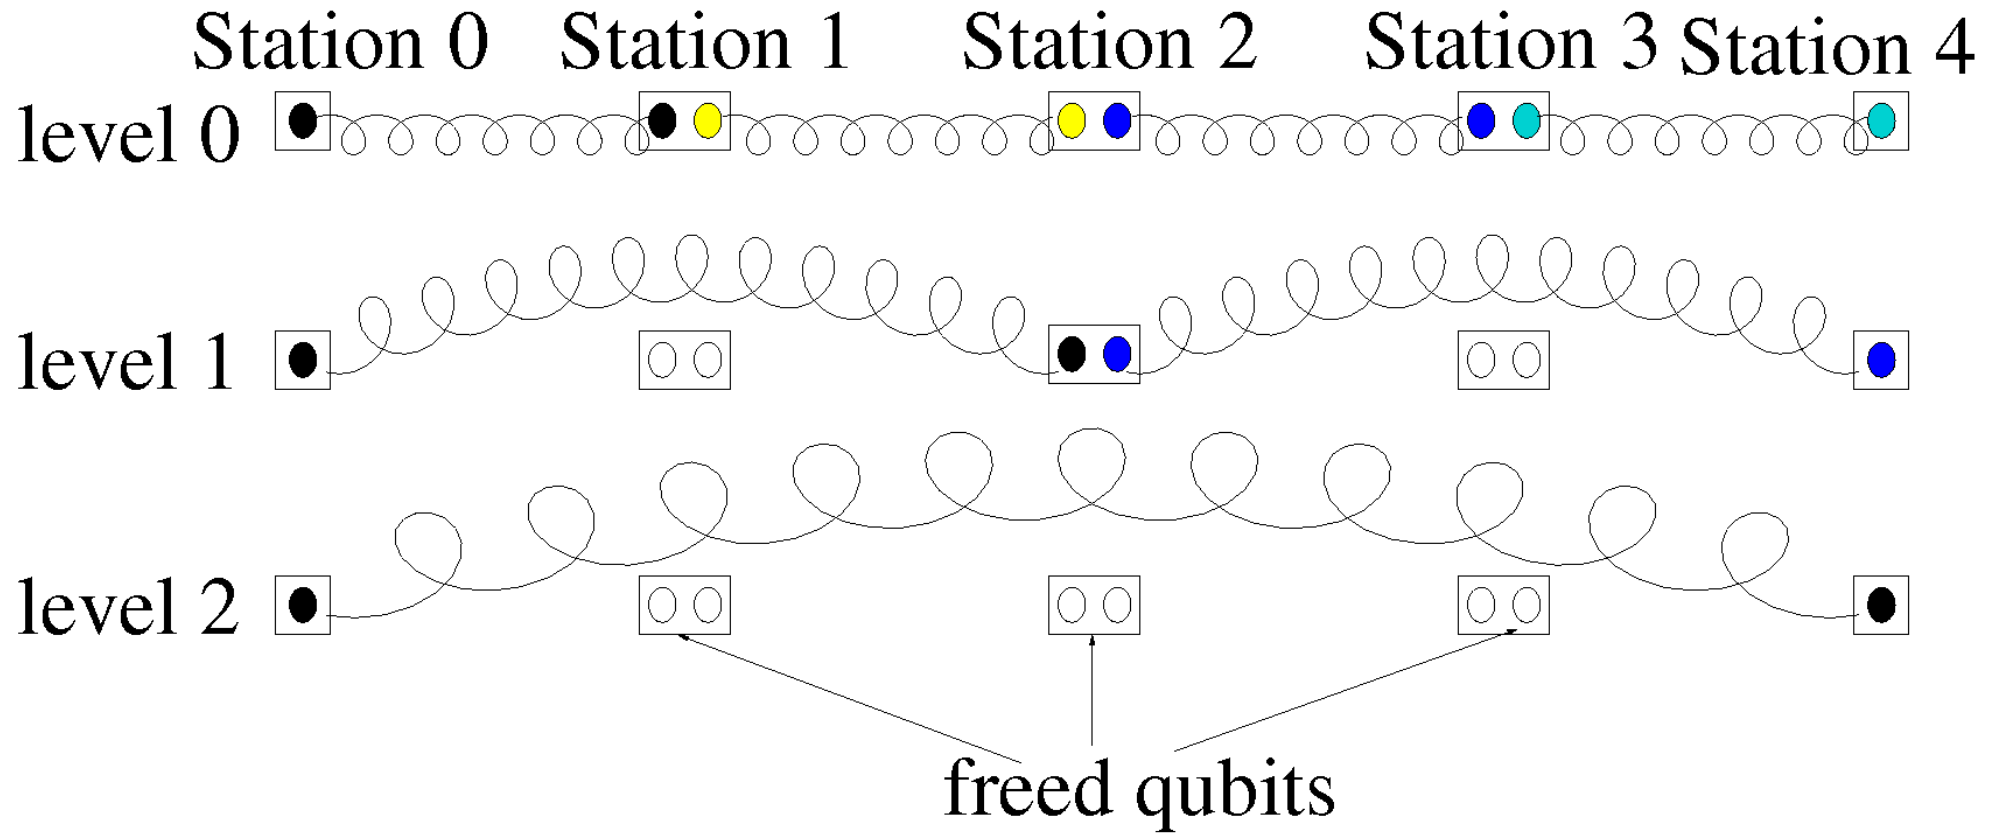 Station 0 Station 1 Station 2 Station 3 Station 4
level 0
level 1
level 2
freed qubits